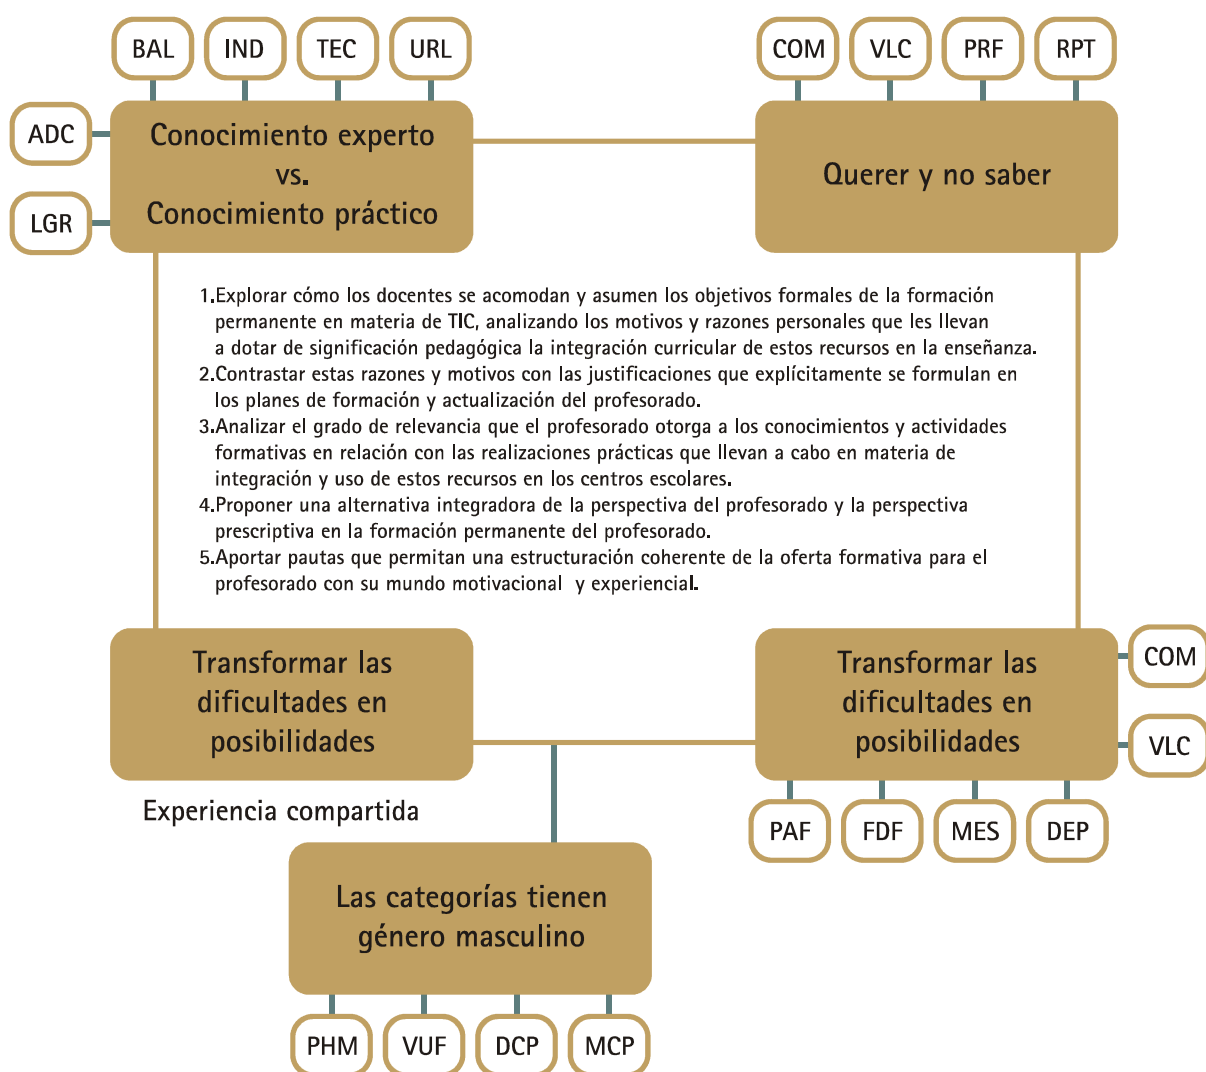 BAL
IND
TEC
URL
COM
VLC
PRF
RPT
ADC
LGR
Conocimiento experto
vs.
Conocimiento práctico
Querer y no saber
1.Explorar cómo los docentes se acomodan y asumen los objetivos formales de la formación
permanente en materia de TIC, analizando los motivos y razones personales que les llevan
a dotar de significación pedagógica la integración curricular de estos recursos en la enseñanza.
2.Contrastar estas razones y motivos con las justificaciones que explícitamente se formulan en
los planes de formación y actualización del profesorado.
3.Analizar el grado de relevancia que el profesorado otorga a los conocimientos y actividades
formativas en relación con las realizaciones prácticas que llevan a cabo en materia de
integración y uso de estos recursos en los centros escolares.
4.Proponer una alternativa integradora de la perspectiva del profesorado y la perspectiva
prescriptiva en la formación permanente del profesorado.
5.Aportar pautas que permitan una estructuración coherente de la oferta formativa para el
profesorado con su mundo motivacional y experiencial.
Transformar las
dificultades en
posibilidades
Transformar las
dificultades en
posibilidades
COM
VLC
Experiencia compartida
PAF
FDF
MES
DEP
Las categorías tienen
género masculino
PHM
VUF
DCP
MCP